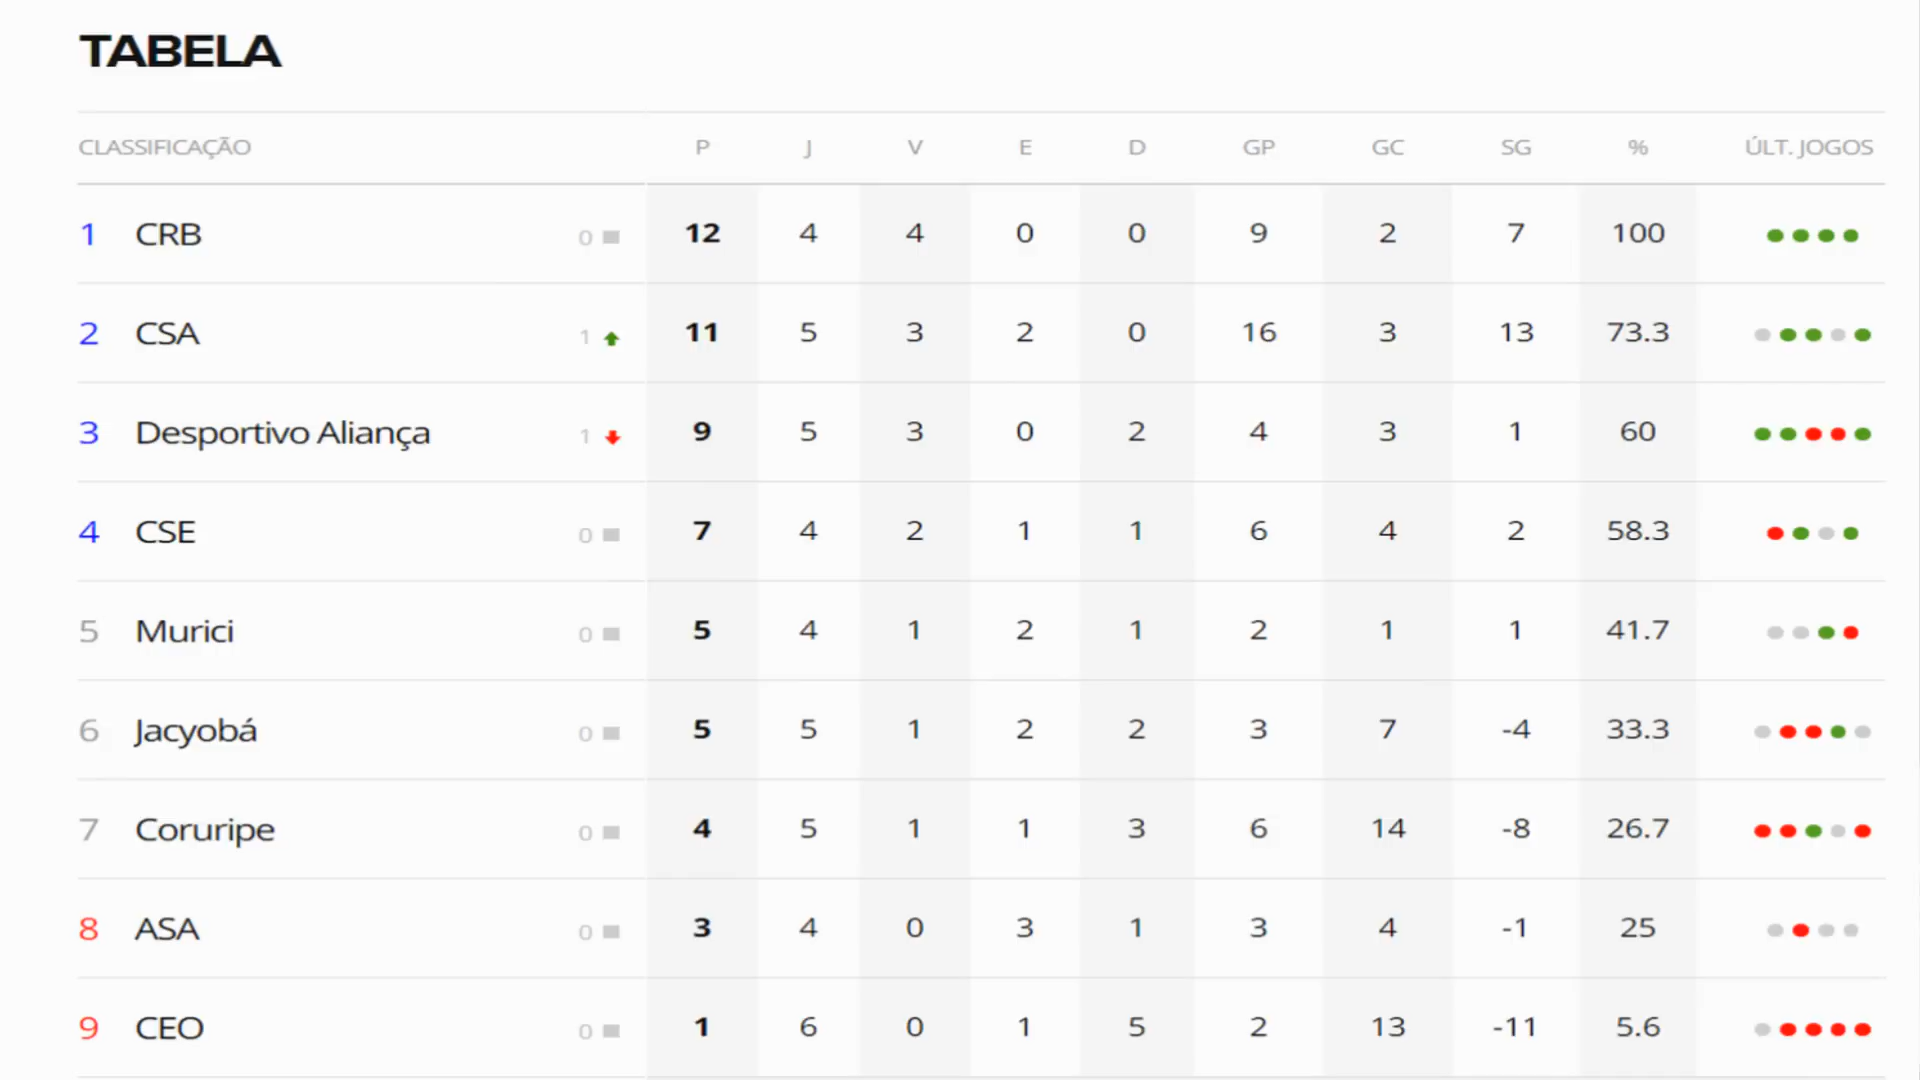 TABELA
CLASSIFICAÇÃO P J V E D GP GC SG % ÚLT. JOGOS
1 CRB 0 12 4 4 0 0 9 2 7 100
2 CSA 1 11 5 3 2 0 16 3 13 73.3
3 Desportivo Aliança 1 9 5 3 0 2 4 3 1 60
4 CSE 0 7 4 2 1 1 6 4 2 58.3
5 Murici 0 5 4 1 2 1 2 1 1 41.7
6 Jacyobá 0 5 5 1 2 2 3 7 -4 33.3
7 Coruripe 0 4 5 1 1 3 6 14 -8 26.7
8 ASA 0 3 4 0 3 1 3 4 -1 25
9 CEO 0 1 6 0 1 5 2 13 -11 5.6